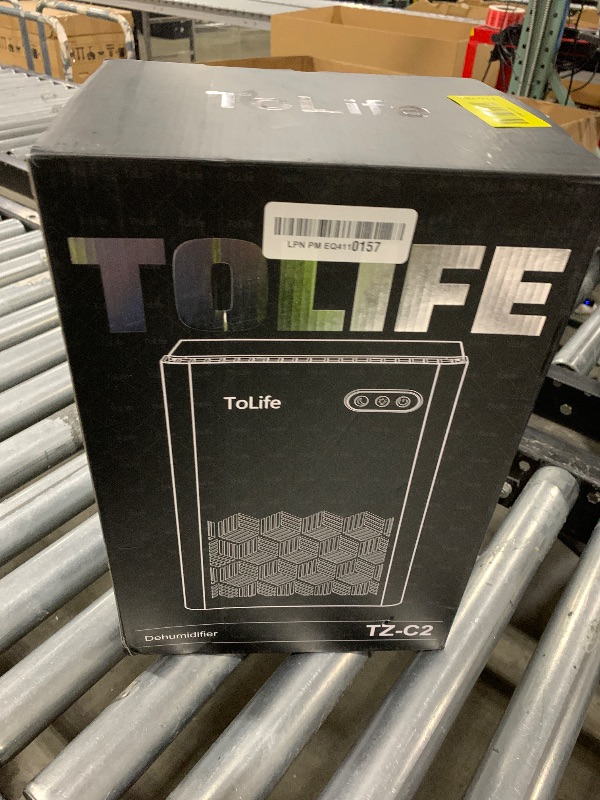 ToLife
LPN PM EQ4110157
TOLIFE
ToLife
Dehumidifier
TZ-C2